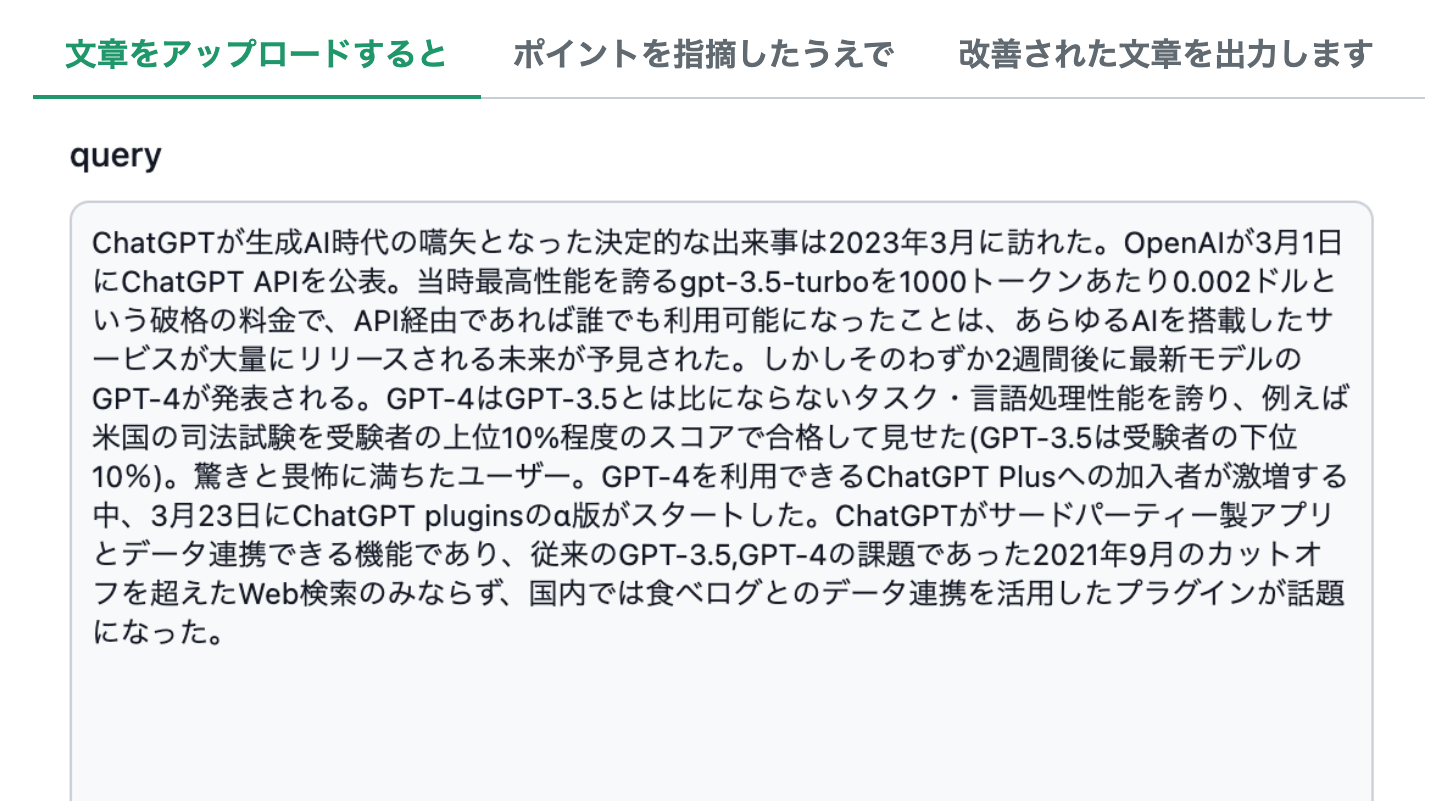 文章をアップロードすると
ポイントを指摘したうえで
改善された文章を出力します
query
ChatGPTが生成AI時代の嚆矢となった決定的な出来事は2023年3月に訪れた。OpenAIが3月1日
にChatGPT APIを公表。当時最高性能を誇るgpt-3.5-turboを1000トークンあたり0.002ドルと
いう破格の料金で、API経由であれば誰でも利用可能になったことは、あらゆるAIを搭載したサ
ービスが大量にリリースされる未来が予見された。しかしそのわずか2週間後に最新モデルの
GPT-4が発表される。GPT-4はGPT-3.5とは比にならないタスク・言語処理性能を誇り、例えば
米国の司法試験を受験者の上位10%程度のスコアで合格して見せた(GPT-3.5は受験者の下位
10%)。驚きと畏怖に満ちたユーザー。GPT-4を利用できるChatGPT Plusへの加入者が激増する
中、3月23日にChatGPT pluginsのα版がスタートした。ChatGPTがサードパーティー製アプリ
とデータ連携できる機能であり、従来のGPT-3.5,GPT-4の課題であった2021年9月のカットオ
フを超えたWeb検索のみならず、国内では食べログとのデータ連携を活用したプラグインが話題
になった。